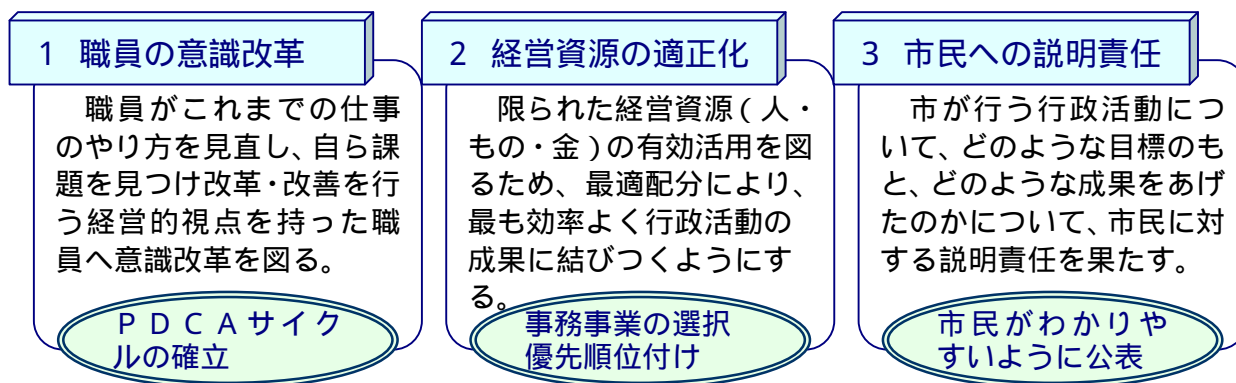 1 職員の意識改革
職員がこれまでの仕事
のやり方を見直し、自ら課
題を見つけ改革・改善を行
う経営的視点を持った職
員へ意識改革を図る。
PDCAサイク
ルの確立
2 経営資源の適正化
限られた経営資源(人・
もの・金)の有効活用を図
るため、最適配分により、
最も効率よく行政活動の
成果に結びつくようにす
る。
事務事業の選択
優先順位付け
3 市民への説明責任
市が行う行政活動につ
いて、どのような目標のも
と、どのような成果をあげ
たのかについて、市民に対
する説明責任を果たす。
市民がわかりや
すいように公表